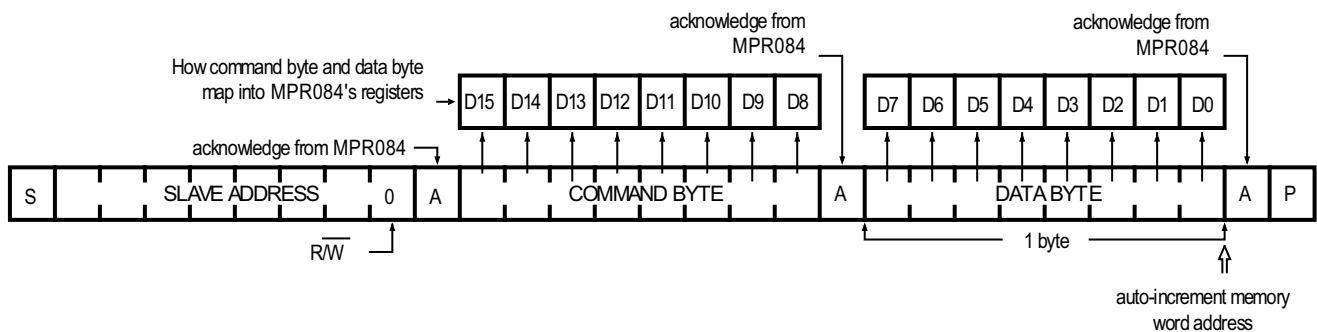 acknowledge from
MPR084
acknowledge from
MPR084
How command byte and data byte
map into MPR084's registers
D15 D14 D13 D12 D11 D10 D9 D8
D7 D6 D5 D4 D3 D2 D1 D0
acknowledge from MPR084
S SLAVE ADDRESS 0 A COMMAND BYTE A DATA BYTE A P
R/W
1 byte
auto-increment memory
word address